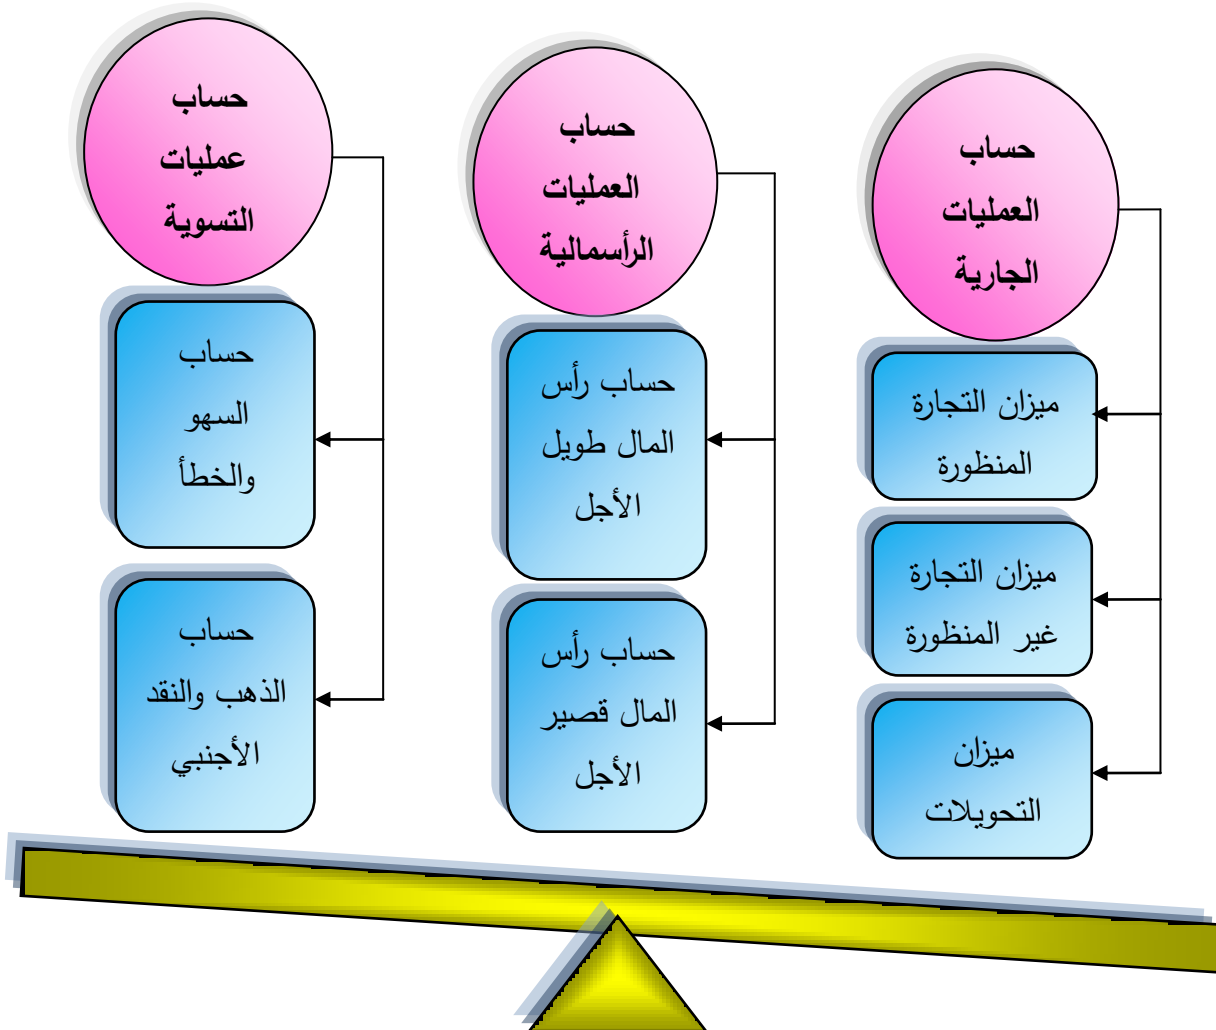 حساب
العمليات
الجارية
ميزان التجارة
المنظورة
ميزان التجارة
غير المنظورة
ميزان
التحويلات
حساب
العمليات
الرأسمالية
حساب رأس
المال طويل
الأجل
حساب رأس
المال قصير
الأجل
حساب
عمليات
التسوية
حساب
السهو
والخطأ
حساب
الذهب والنقد
الأجنبي